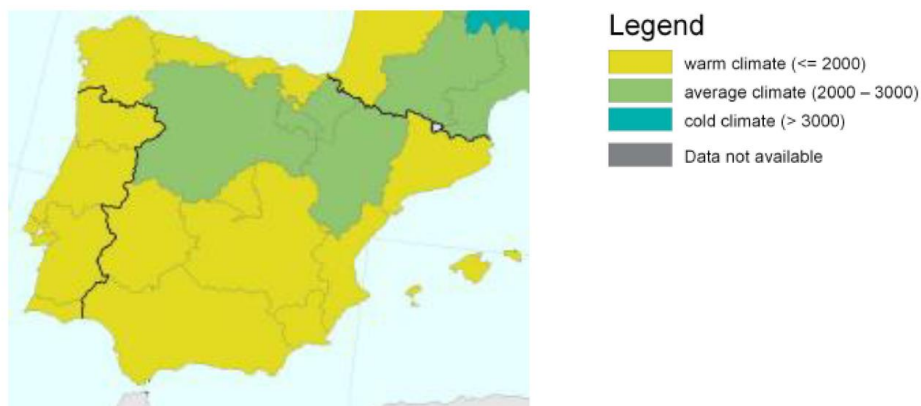 Legend
warm climate (<= 2000)
average climate (2000 – 3000)
cold climate (> 3000)
Data not available